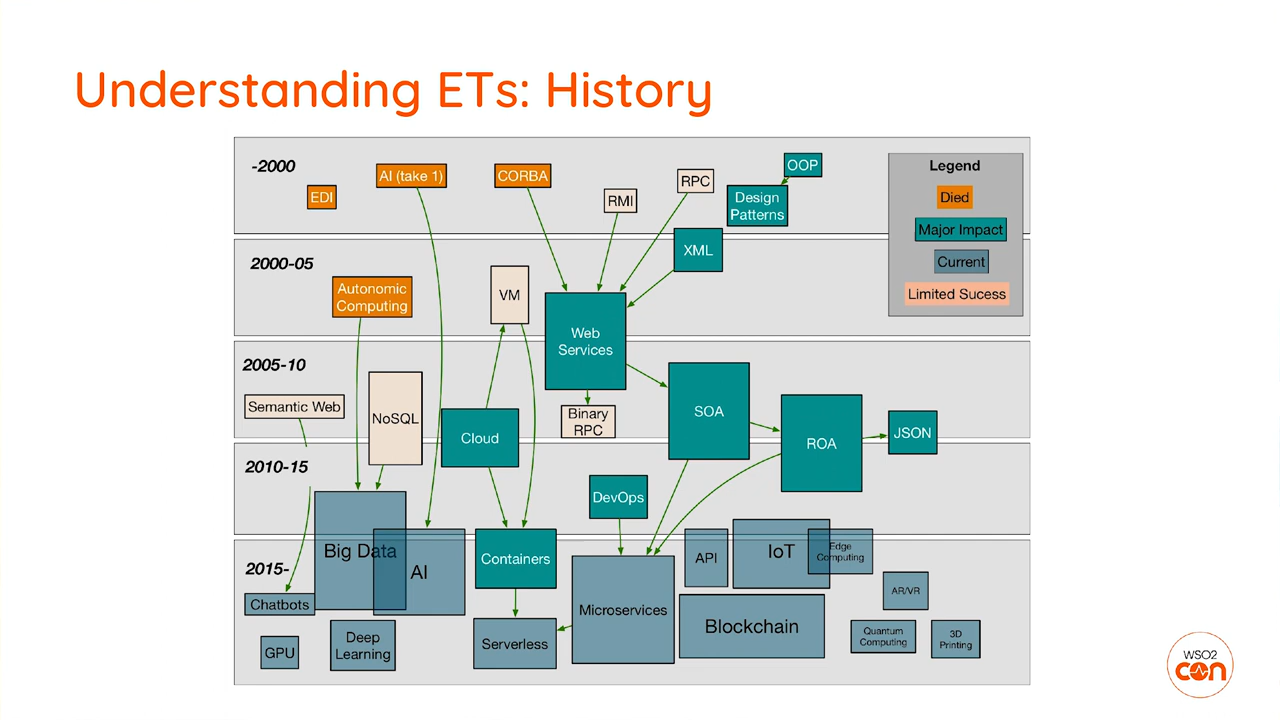 Understanding ETs: History
-2000
EDI
AI (take 1)
CORBA
RMI
RPC
OOP
Design
Patterns
Legend
Died
Major Impact
Current
Limited Sucess
2000-05
Autonomic
Computing
VM
XML
Web
Services
2005-10
Semantic Web
NoSQL
Cloud
Binary
RPC
SOA
ROA
JSON
2010-15
DevOps
Big Data
AI
Containers
API
IoT
Edge
Computing
2015-
Chatbots
GPU
Deep
Learning
Serverless
Microservices
Blockchain
AR/VR
Quantum
Computing
3D
Printing
WSO2
con